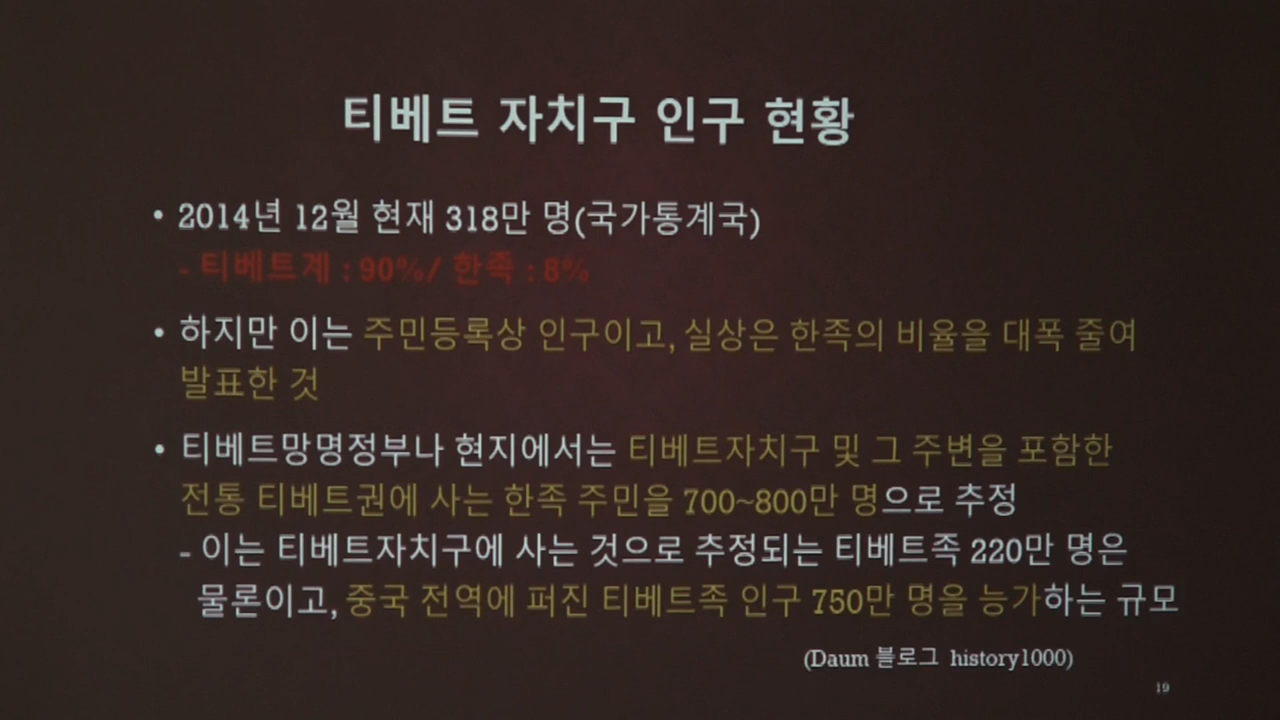 티베트 자치구 인구 현황
• 2014년 12월 현재 318만 명(국가통계국)
- 티베트계 : 90%/ 한족 : 8%
• 하지만 이는 주민등록상 인구이고, 실상은 한족의 비율을 대폭 줄여
발표한 것
• 티베트망명정부나 현지에서는 티베트자치구 및 그 주변을 포함한
전통 티베트권에 사는 한족 주민을 700~800만 명으로 추정
- 이는 티베트자치구에 사는 것으로 추정되는 티베트족 220만 명은
물론이고, 중국 전역에 퍼진 티베트족 인구 750만 명을 능가하는 규모
(Daum 블로그 history1000)
19